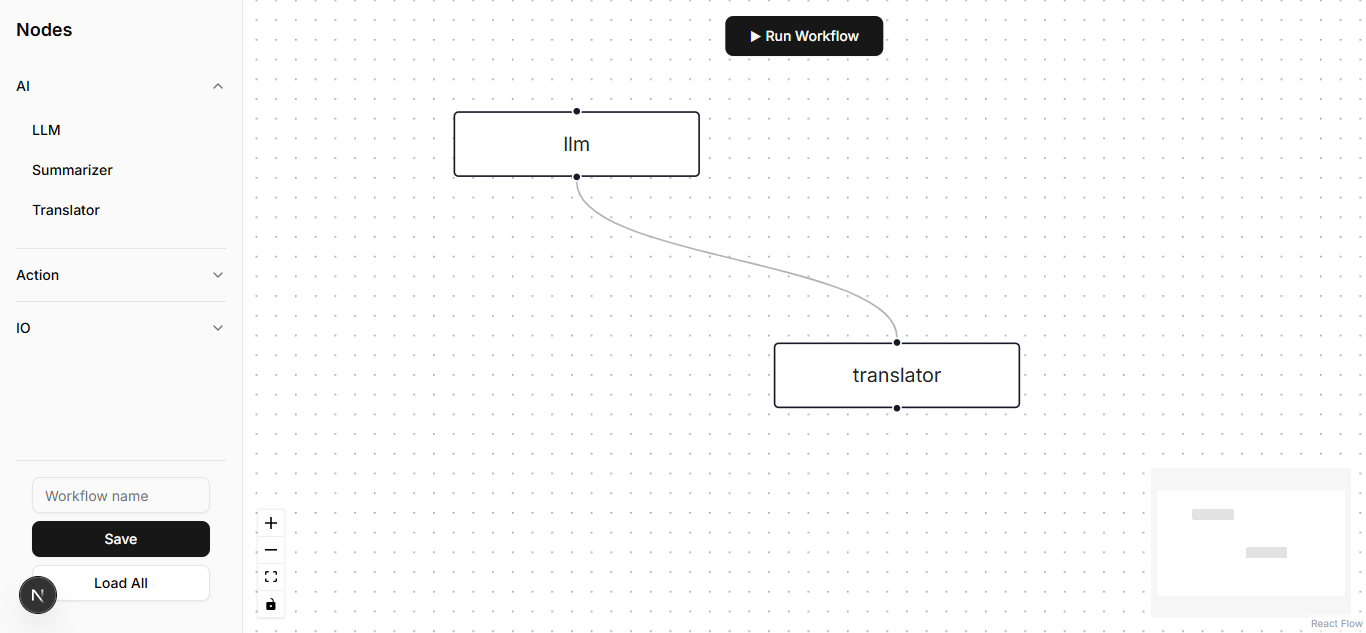 Nodes
AI
LLM
Summarizer
Translator
Action
IO
Workflow name
Save
Load All
N
▶ Run Workflow
llm
translator
React Flow